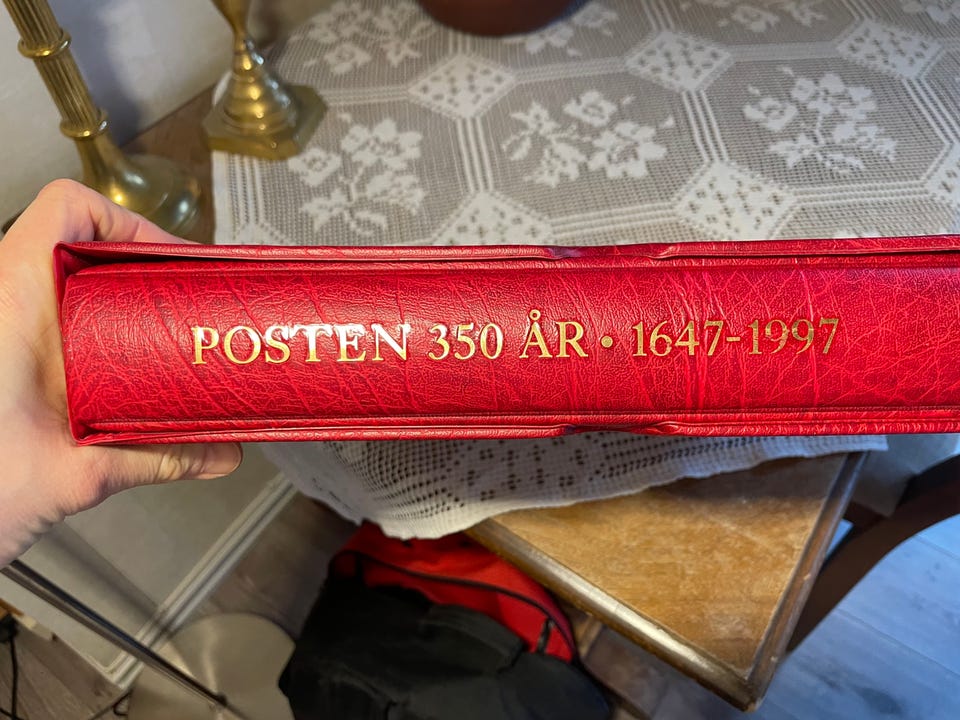 POSTEN 350 ÅR • 1647-1997